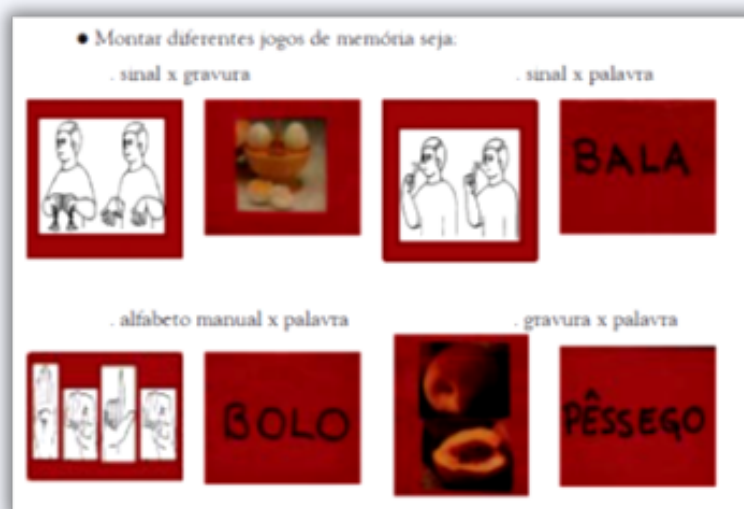 ● Montar diferentes jogos de memória seja:
. sinal x gravura
. sinal x palavra
BALA
. alfabeto manual x palavra
. gravura x palavra
BOLO
PÊSSEGO